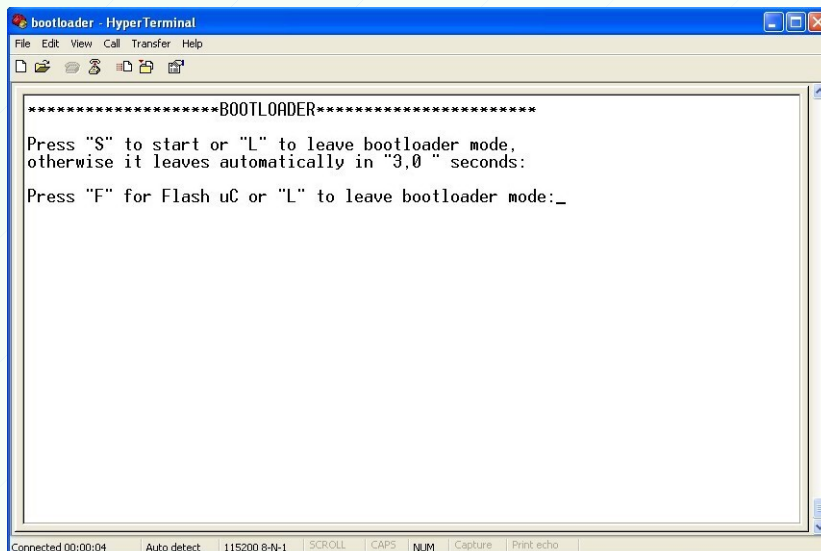 bootloader - HyperTerminal
File Edit View Call Transfer Help
********************BOOTLOADER***********************
Press "S" to start or "L" to leave bootloader mode,
otherwise it leaves automatically in "3,0 " seconds:
Press "F" for Flash uC or "L" to leave bootloader mode:_
Connected 00:00:04 Auto detect 115200 8-N-1 SCROLL CAPS NUM Capture Print echo